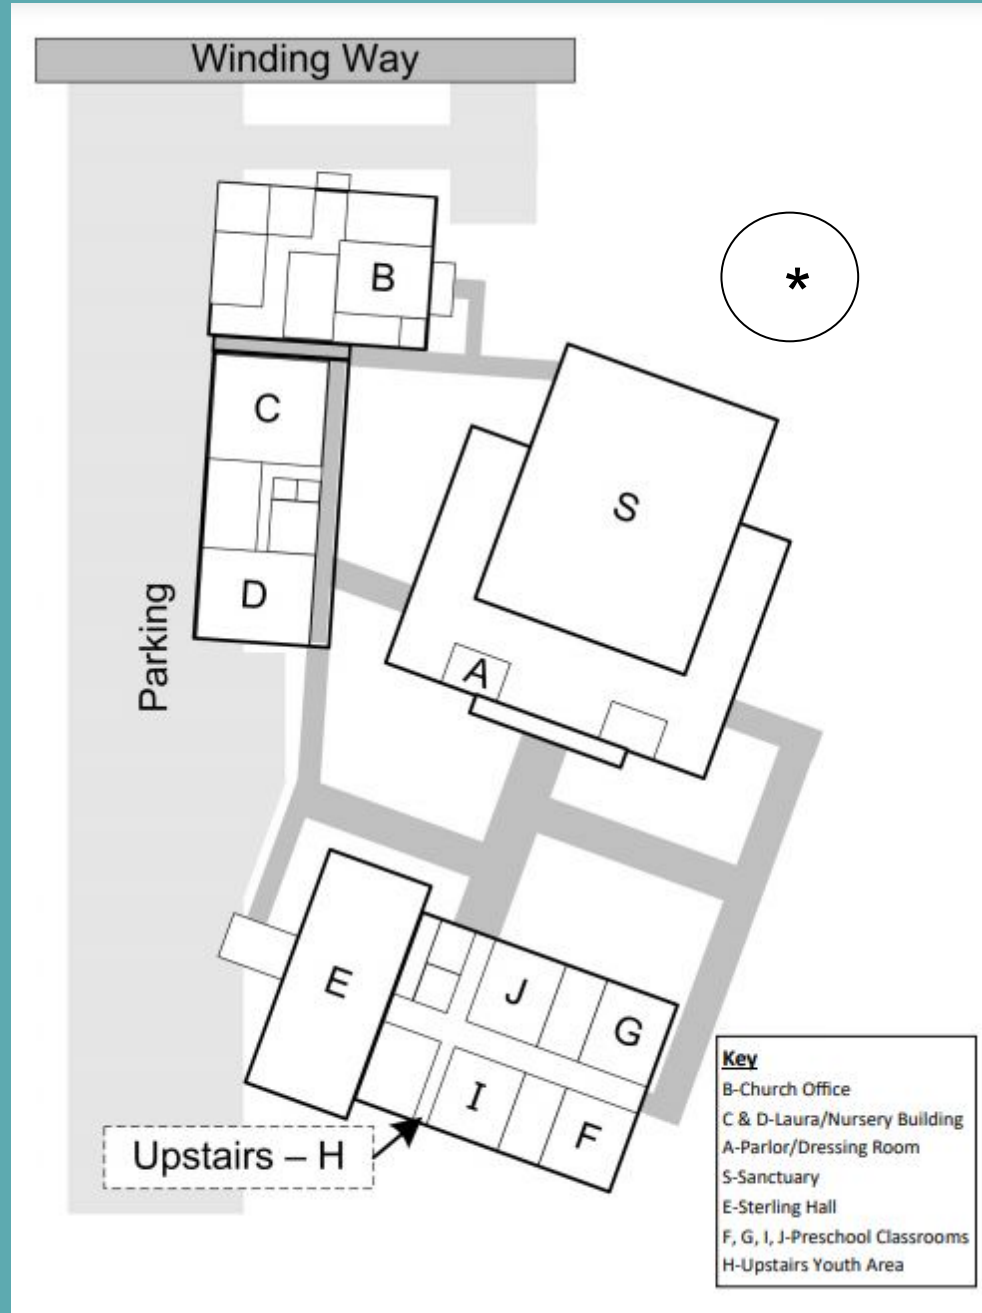 Winding Way
*
B
C
S
D
Parking
A
E
J
G
I
F
Upstairs – H
Key
B-Church Office
C & D-Laura/Nursery Building
A-Parlor/Dressing Room
S-Sanctuary
E-Sterling Hall
F, G, I, J-Preschool Classrooms
H-Upstairs Youth Area